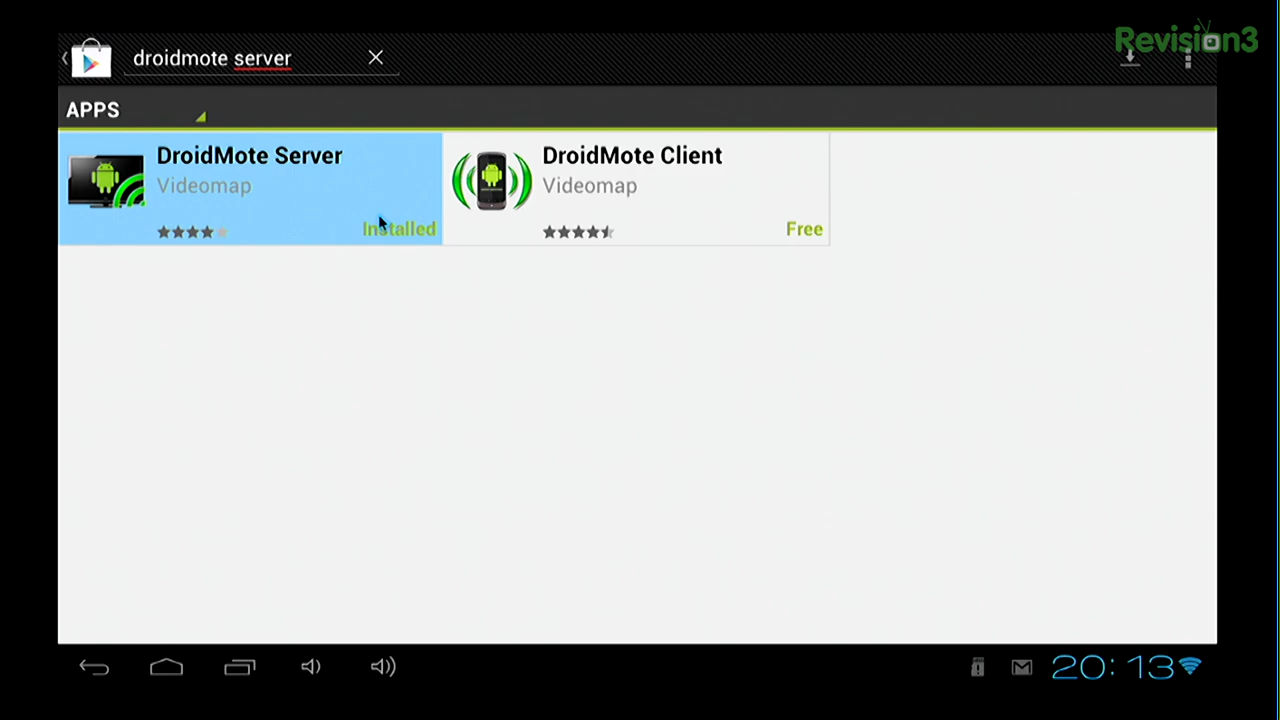 Revision3
droidmote server
APPS
DroidMote Server
Videomap
Installed
DroidMote Client
Videomap
Free
20:13